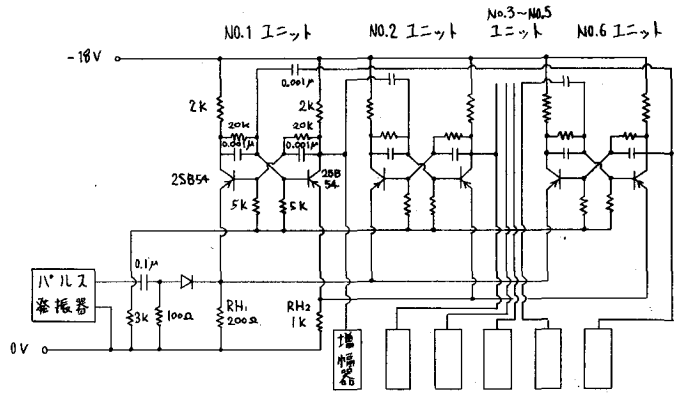 NO.1 ユニット
NO.2 ユニット
NO.3~NO.5
ユニット
NO.6 ユニット
-18V
0.001μ
2K
2K
20K
20K
0.001μ
0.001μ
2SB54
2SB
54
5K
5K
0.1μ
パルス
発振器
3K
100Ω
RH₁
200Ω
RH₂
1K
0V
増幅器